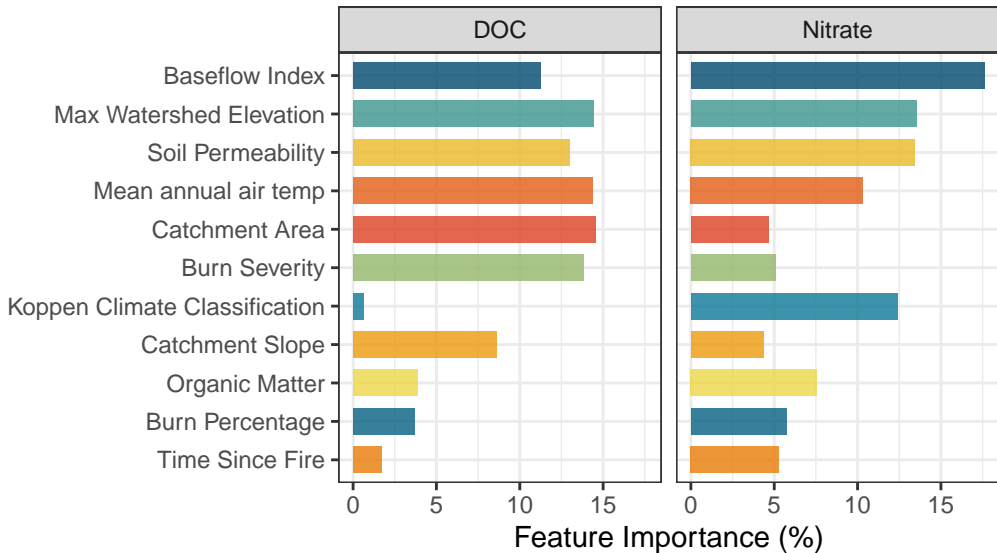 DOC
Nitrate
Baseflow Index
Max Watershed Elevation
Soil Permeability
Mean annual air temp
Catchment Area
Burn Severity
Koppen Climate Classification
Catchment Slope
Organic Matter
Burn Percentage
Time Since Fire
0 5 10 15
0 5 10 15
Feature Importance (%)